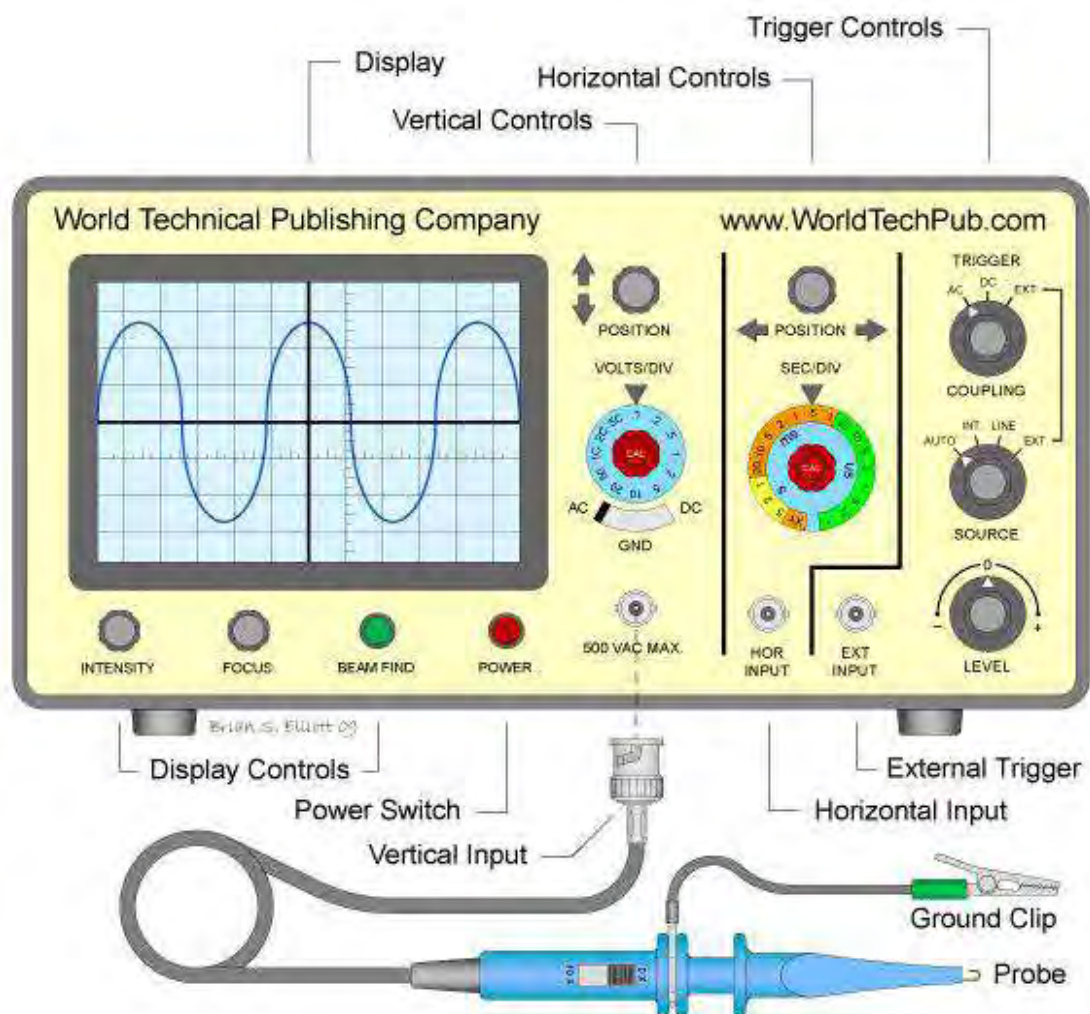 Trigger Controls
Display
Horizontal Controls
Vertical Controls
World Technical Publishing Company
www.WorldTechPub.com
TRIGGER
AC
DC
EXT
COUPLING
POSITION
POSITION
VOLTS/DIV
SEC/DIV
CAL
CAL
mS
S
US
AC
DC
GND
AUTO
INT.
LINE
EXT
SOURCE
0
-
+
LEVEL
INTENSITY
FOCUS
BEAM FIND
POWER
500 VAC MAX.
HOR
INPUT
EXT
INPUT
Brian S. Elliott 09
Display Controls
External Trigger
Power Switch
Horizontal Input
Vertical Input
Ground Clip
Probe